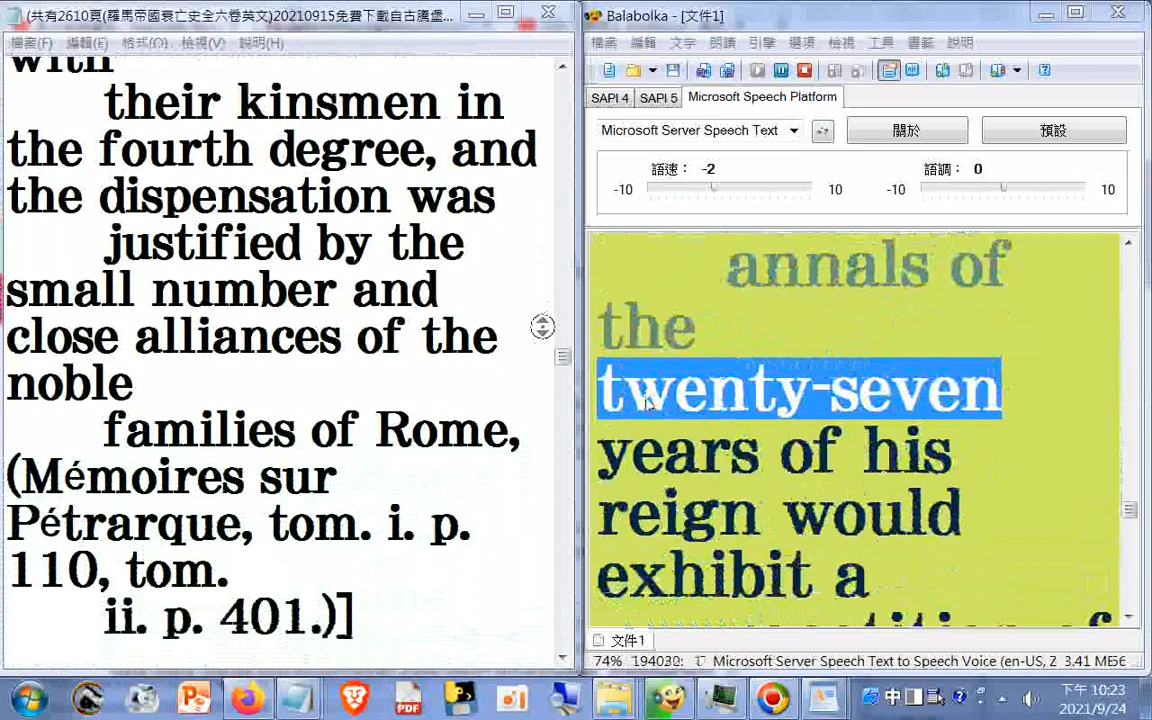 (共有2610頁(羅馬帝國衰亡史全六卷英文)20210915免費下載自古騰堡...
檔案(F) 編輯(E) 格式(O) 檢視(V) 說明(H)
with
their kinsmen in
the fourth degree, and
the dispensation was
justified by the
small number and
close alliances of the
noble
families of Rome,
(Mémoires sur
Pétrarque, tom. i. p.
110, tom.
ii. p. 401.)]
Balabolka - [文件1]
檔案 編輯 文字 朗讀 引擎 選項 檢視 工具 書籤 說明
SAPI 4 SAPI 5 Microsoft Speech Platform
Microsoft Server Speech Text 關於 預設
語速： -2 語調： 0
-10 10 -10 10
annals of
the
twenty-seven
years of his
reign would
exhibit a
文件1
74% Microsoft Server Speech Text to Speech Voice (en-US, Z 3,41 MБ
中 下午 10:23
2021/9/24